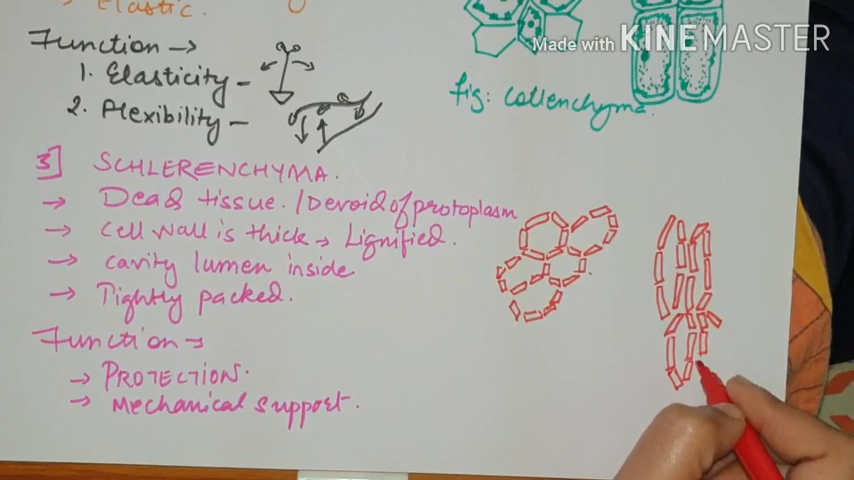 → Elastic.
Function →
1. Elasticity -
2. Flexibility -
fig: collenchyma.
3] SCHLERENCHYMA.
→ Dead tissue. / Devoid of protoplasm
→ Cell wall is thick → Lignified.
→ cavity lumen inside
→ Tightly packed.
Function →
→ PROTECTION.
→ Mechanical support.
Made with KINEMASTER